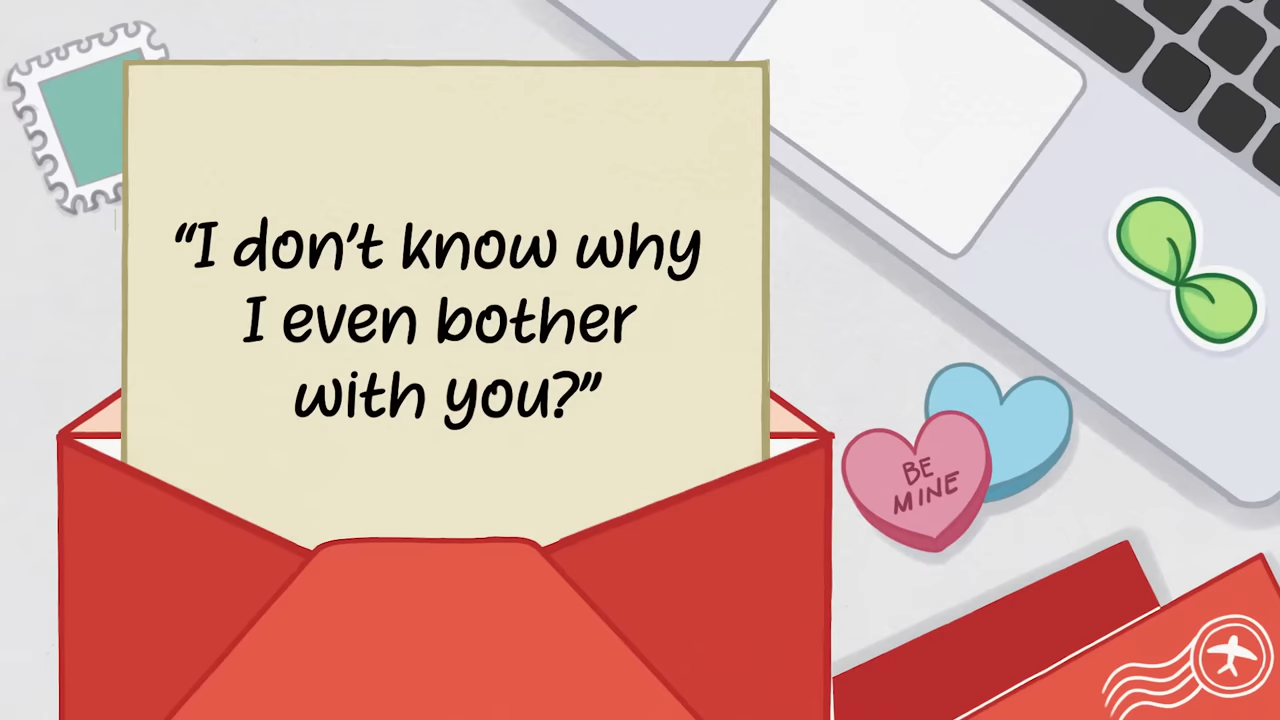 “I don’t know why
I even bother
with you?”
BE
MINE